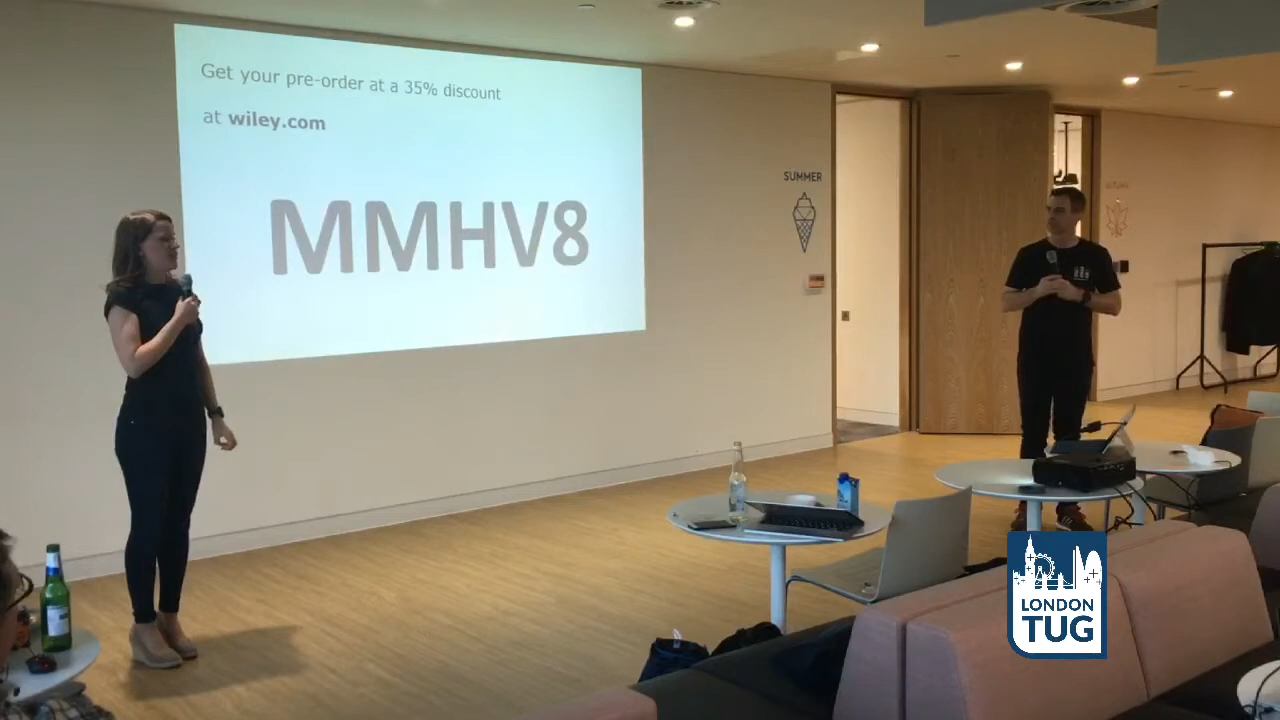 Get your pre-order at a 35% discount
at wiley.com
MMHV8
SUMMER
LONDON
TUG